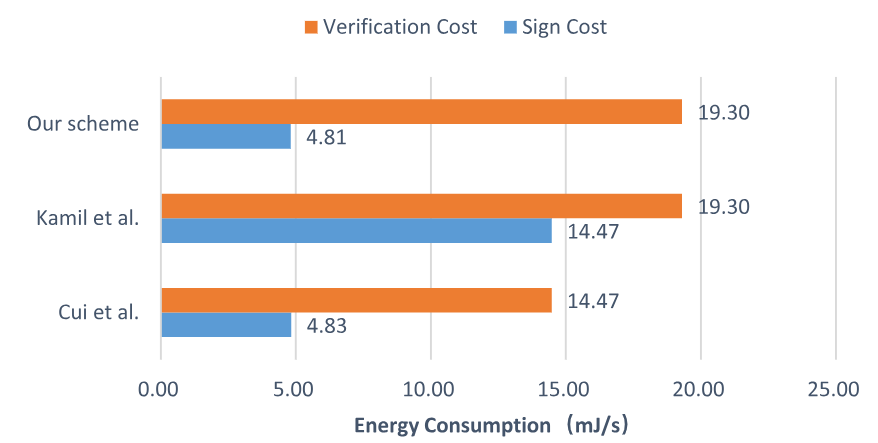 Verification Cost Sign Cost
Our scheme
19.30
4.81
Kamil et al.
19.30
14.47
Cui et al.
14.47
4.83
0.00 5.00 10.00 15.00 20.00 25.00
Energy Consumption （mJ/s）